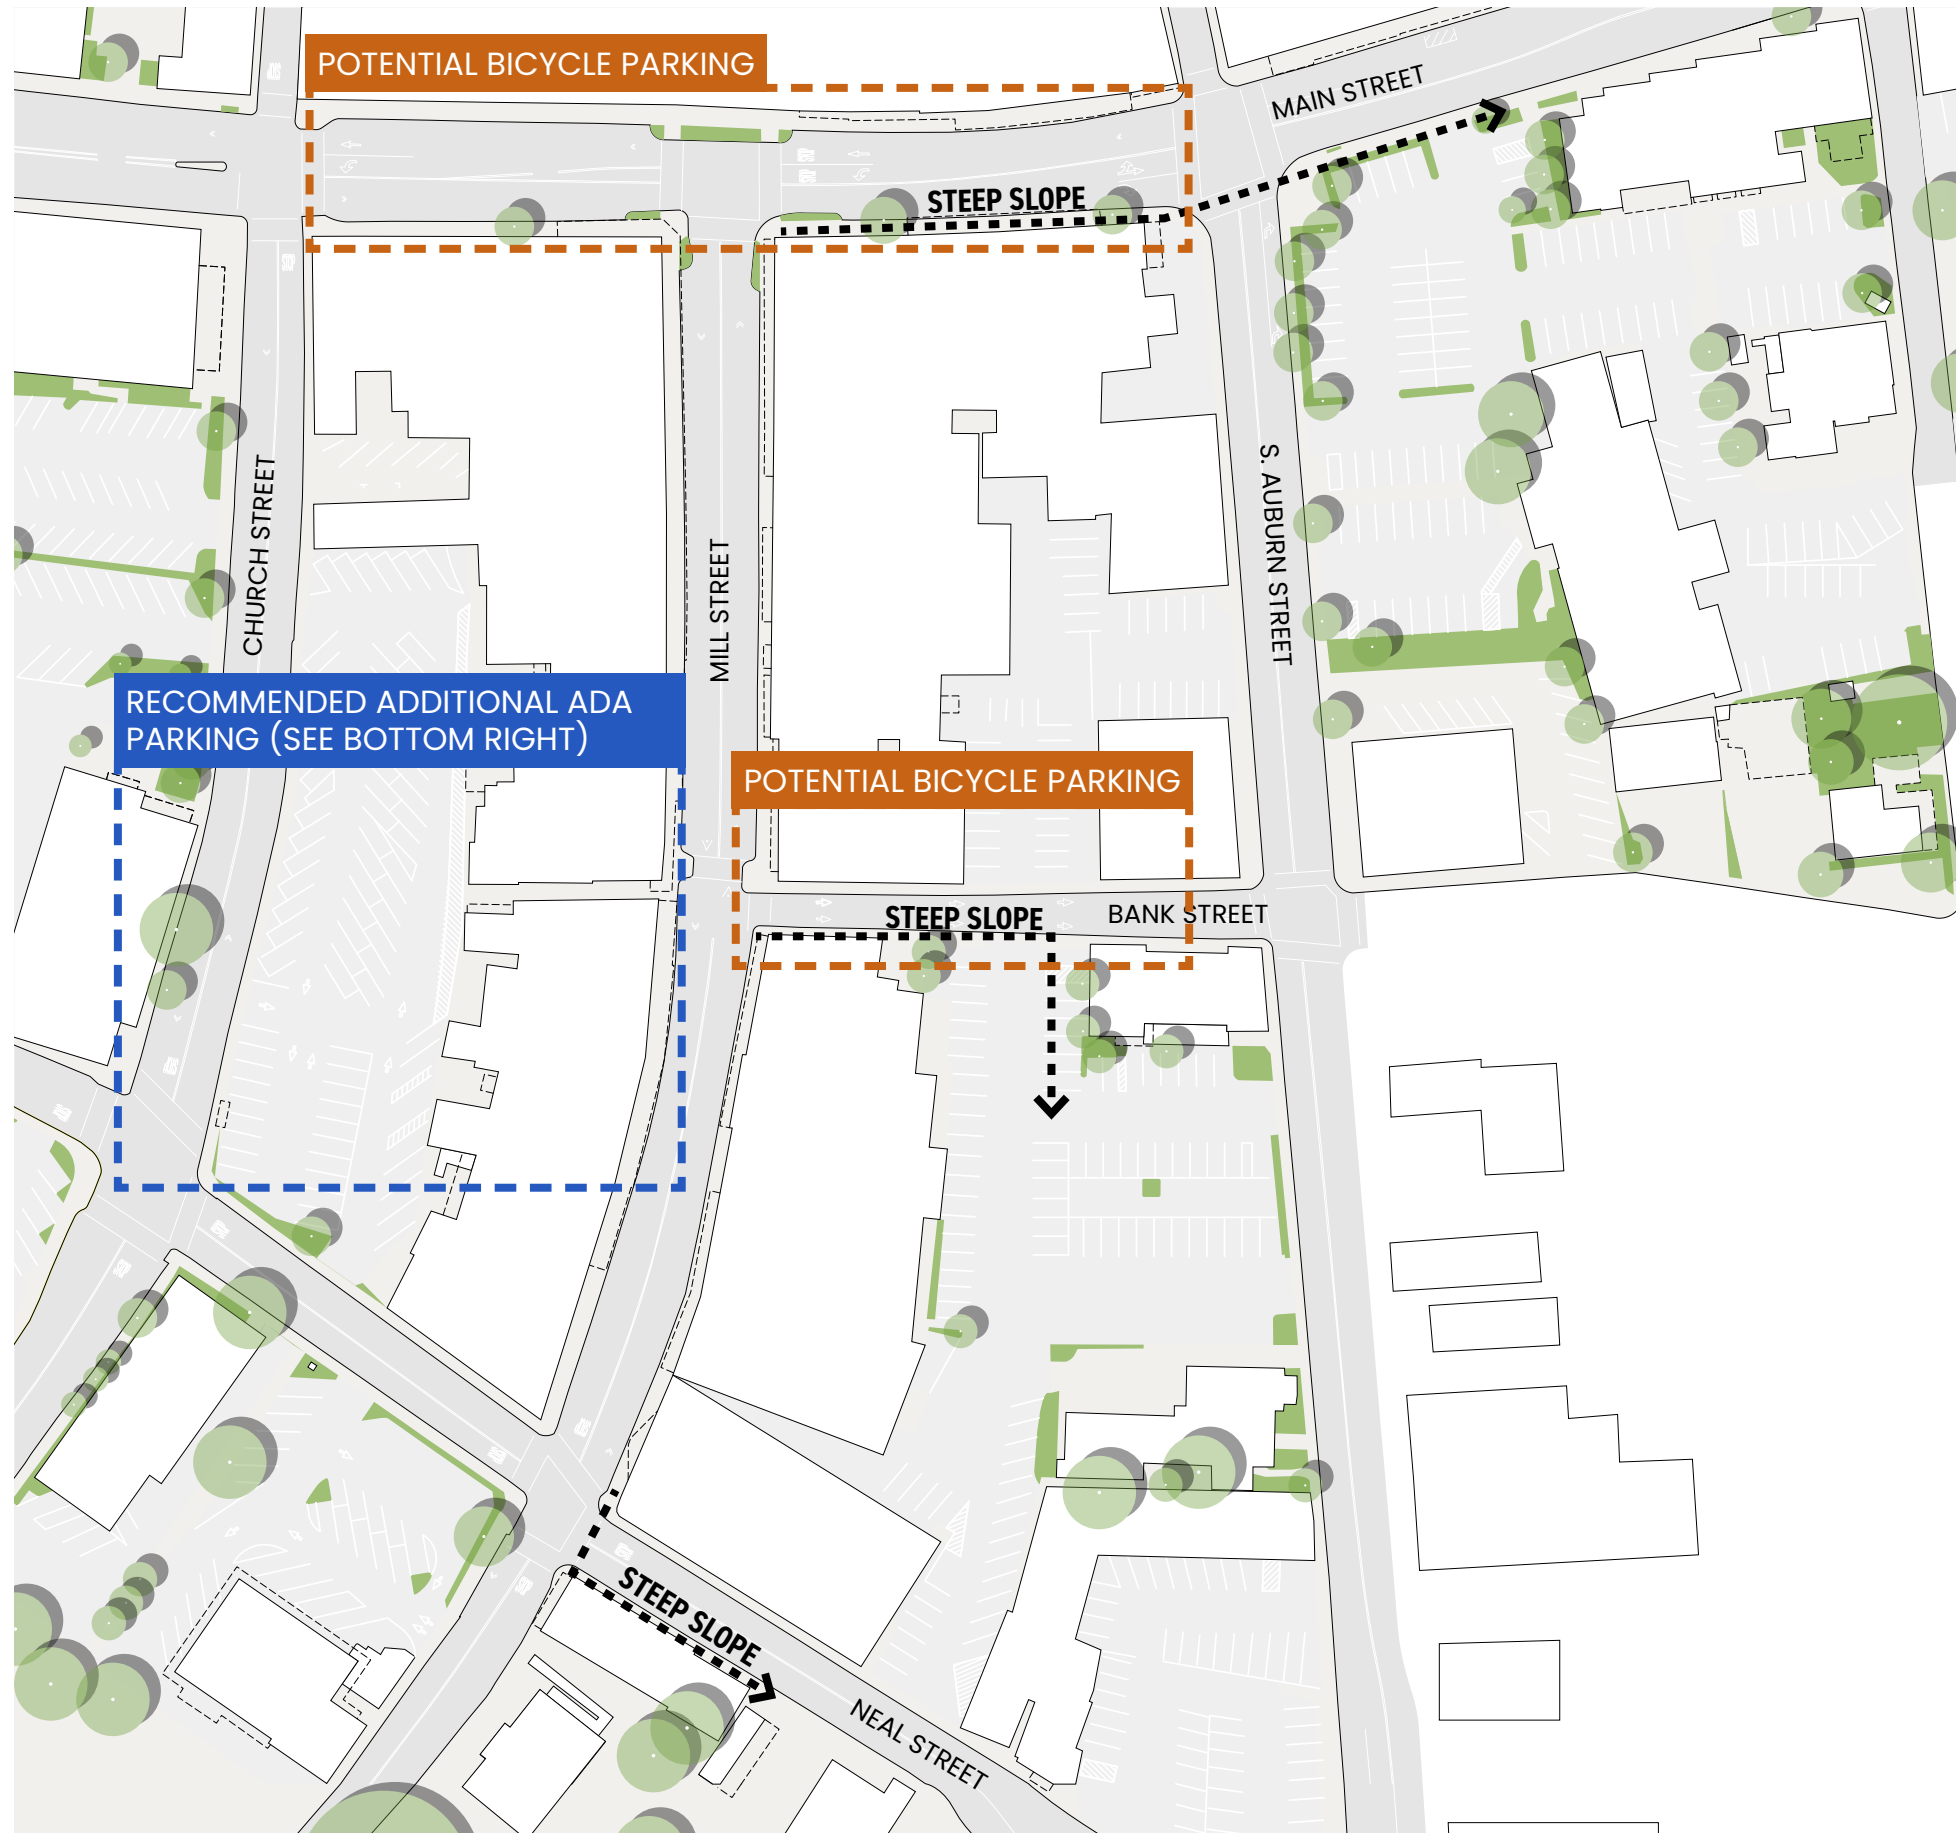 POTENTIAL BICYCLE PARKING
MAIN STREET
STEEP SLOPE
CHURCH STREET
S. AUBURN STREET
MILL STREET
RECOMMENDED ADDITIONAL ADA
PARKING (SEE BOTTOM RIGHT)
POTENTIAL BICYCLE PARKING
STEEP SLOPE
BANK STREET
STEEP SLOPE
NEAL STREET